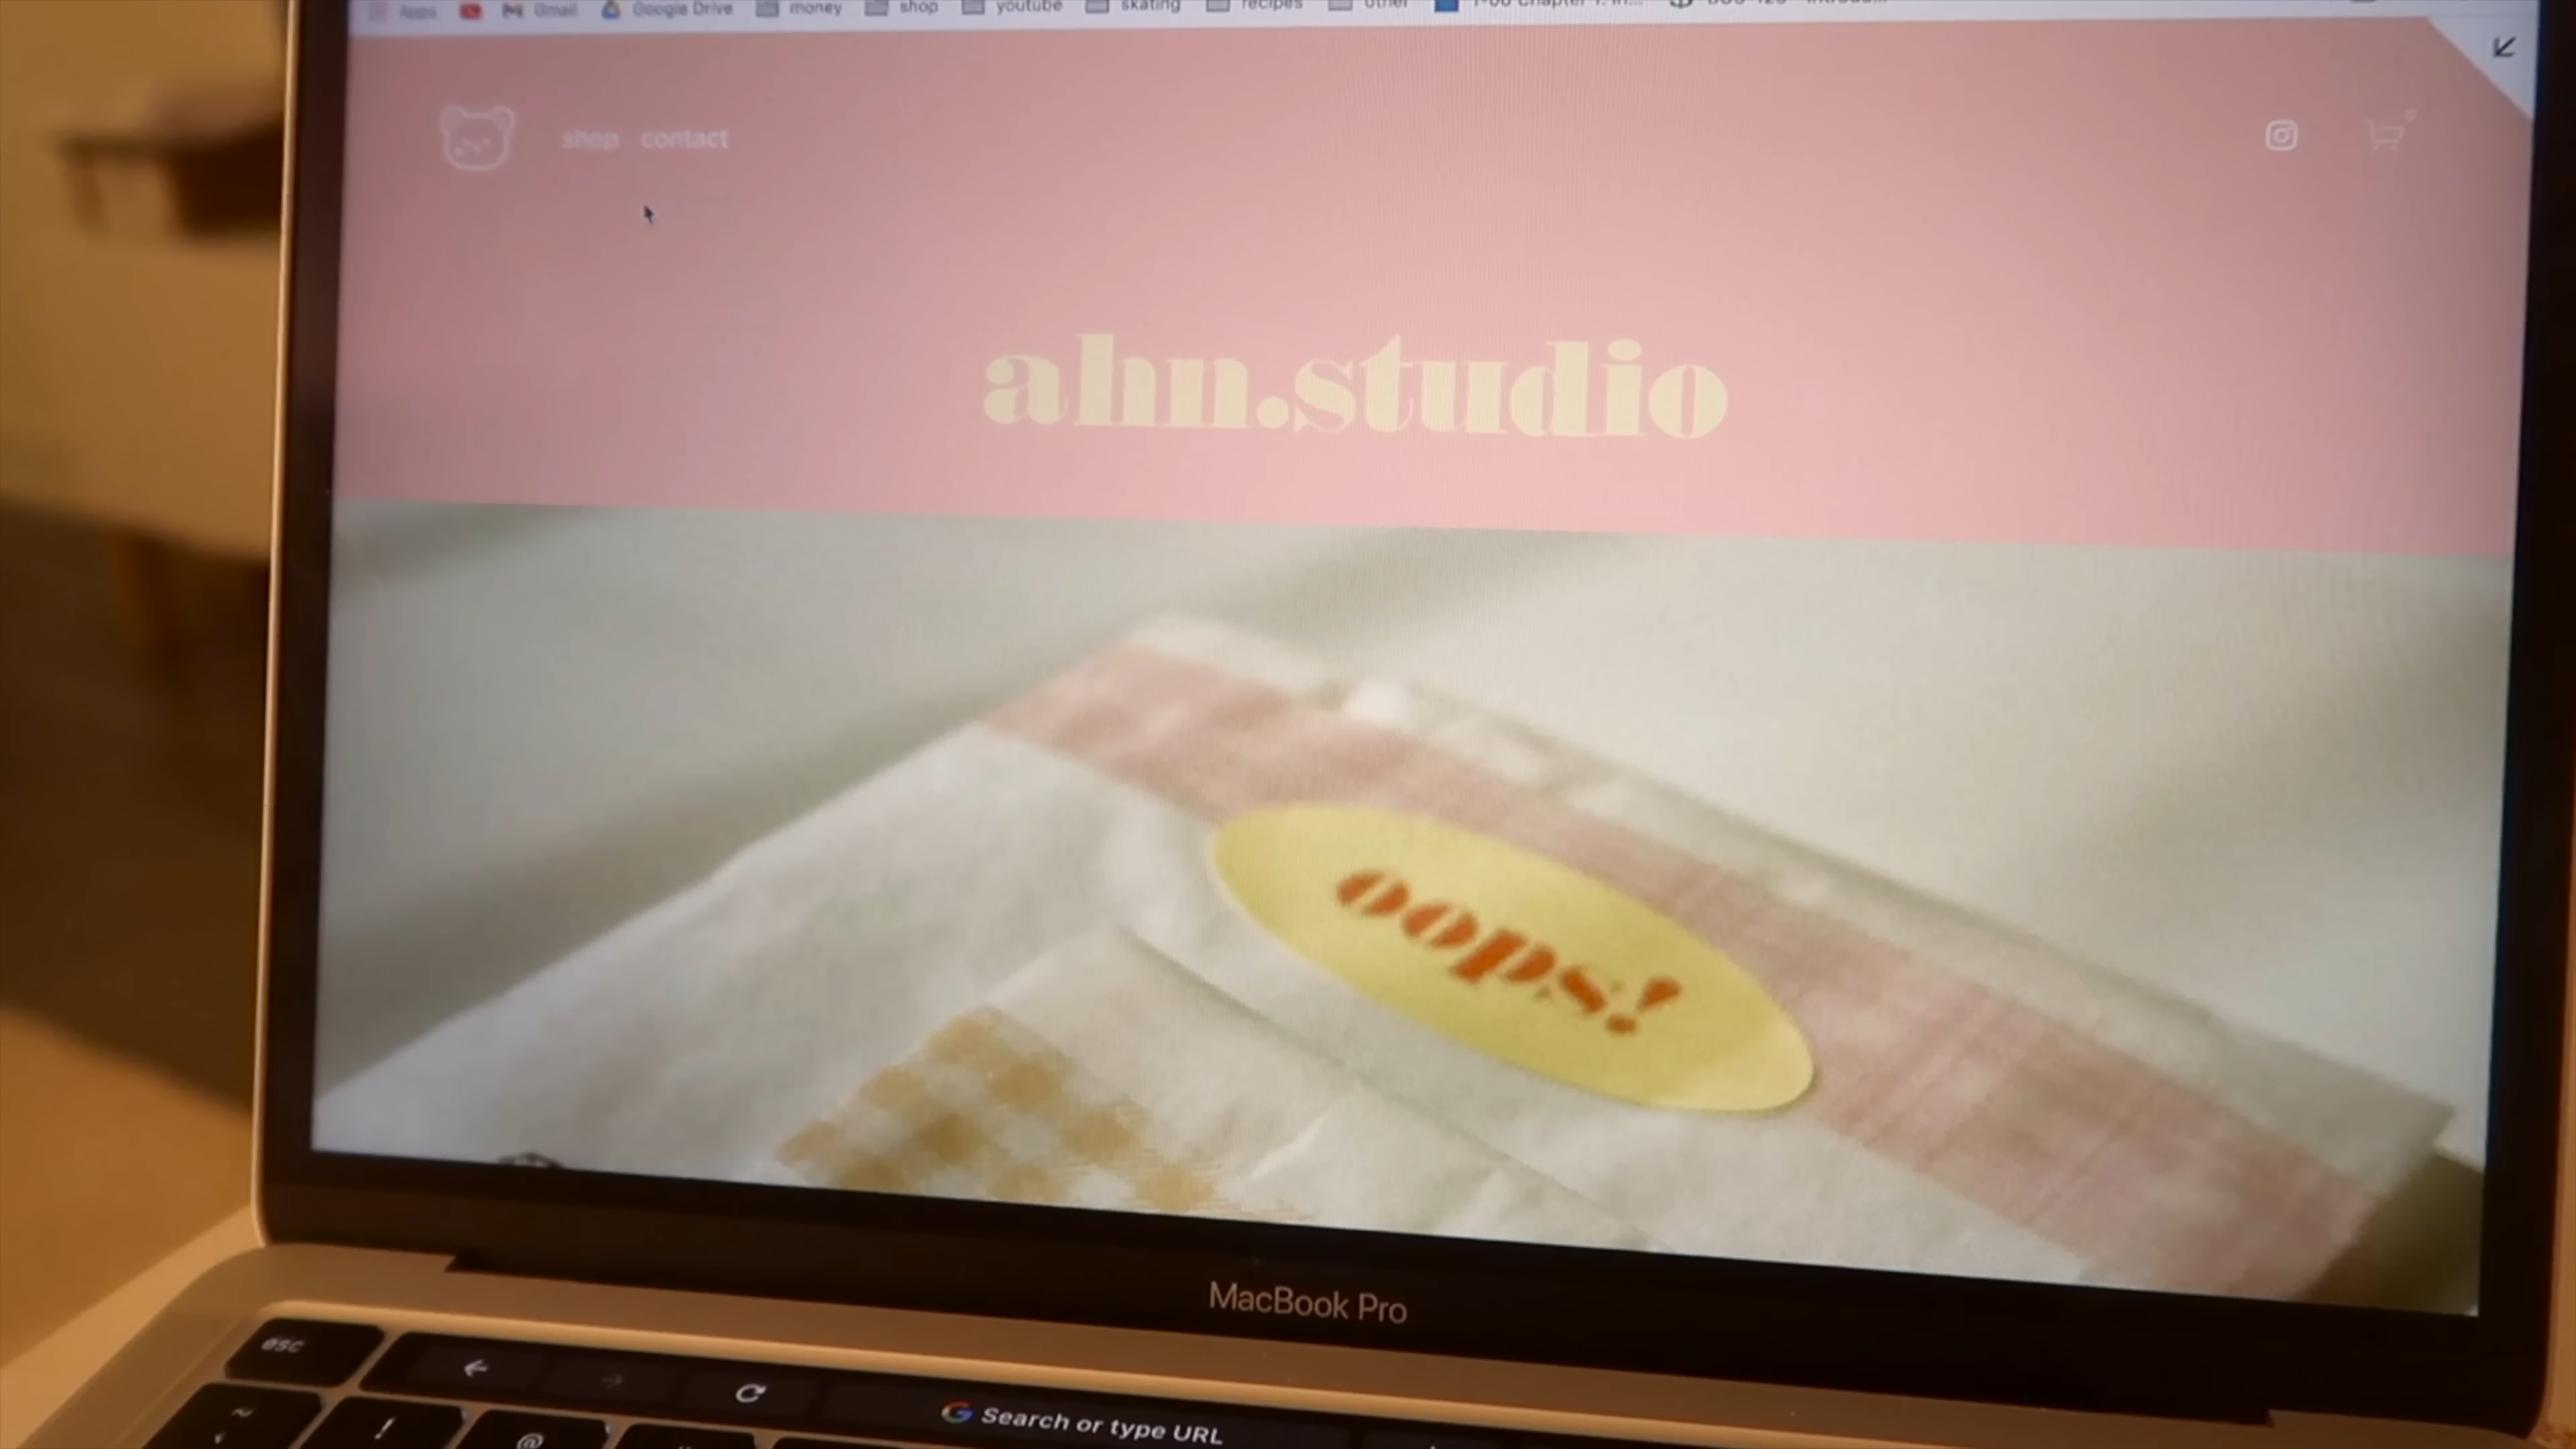 Apps Gmail Google Drive money shop youtube skating recipes other
shop contact
ahn.studio
oops!
MacBook Pro
esc
Search or type URL
~ ! @